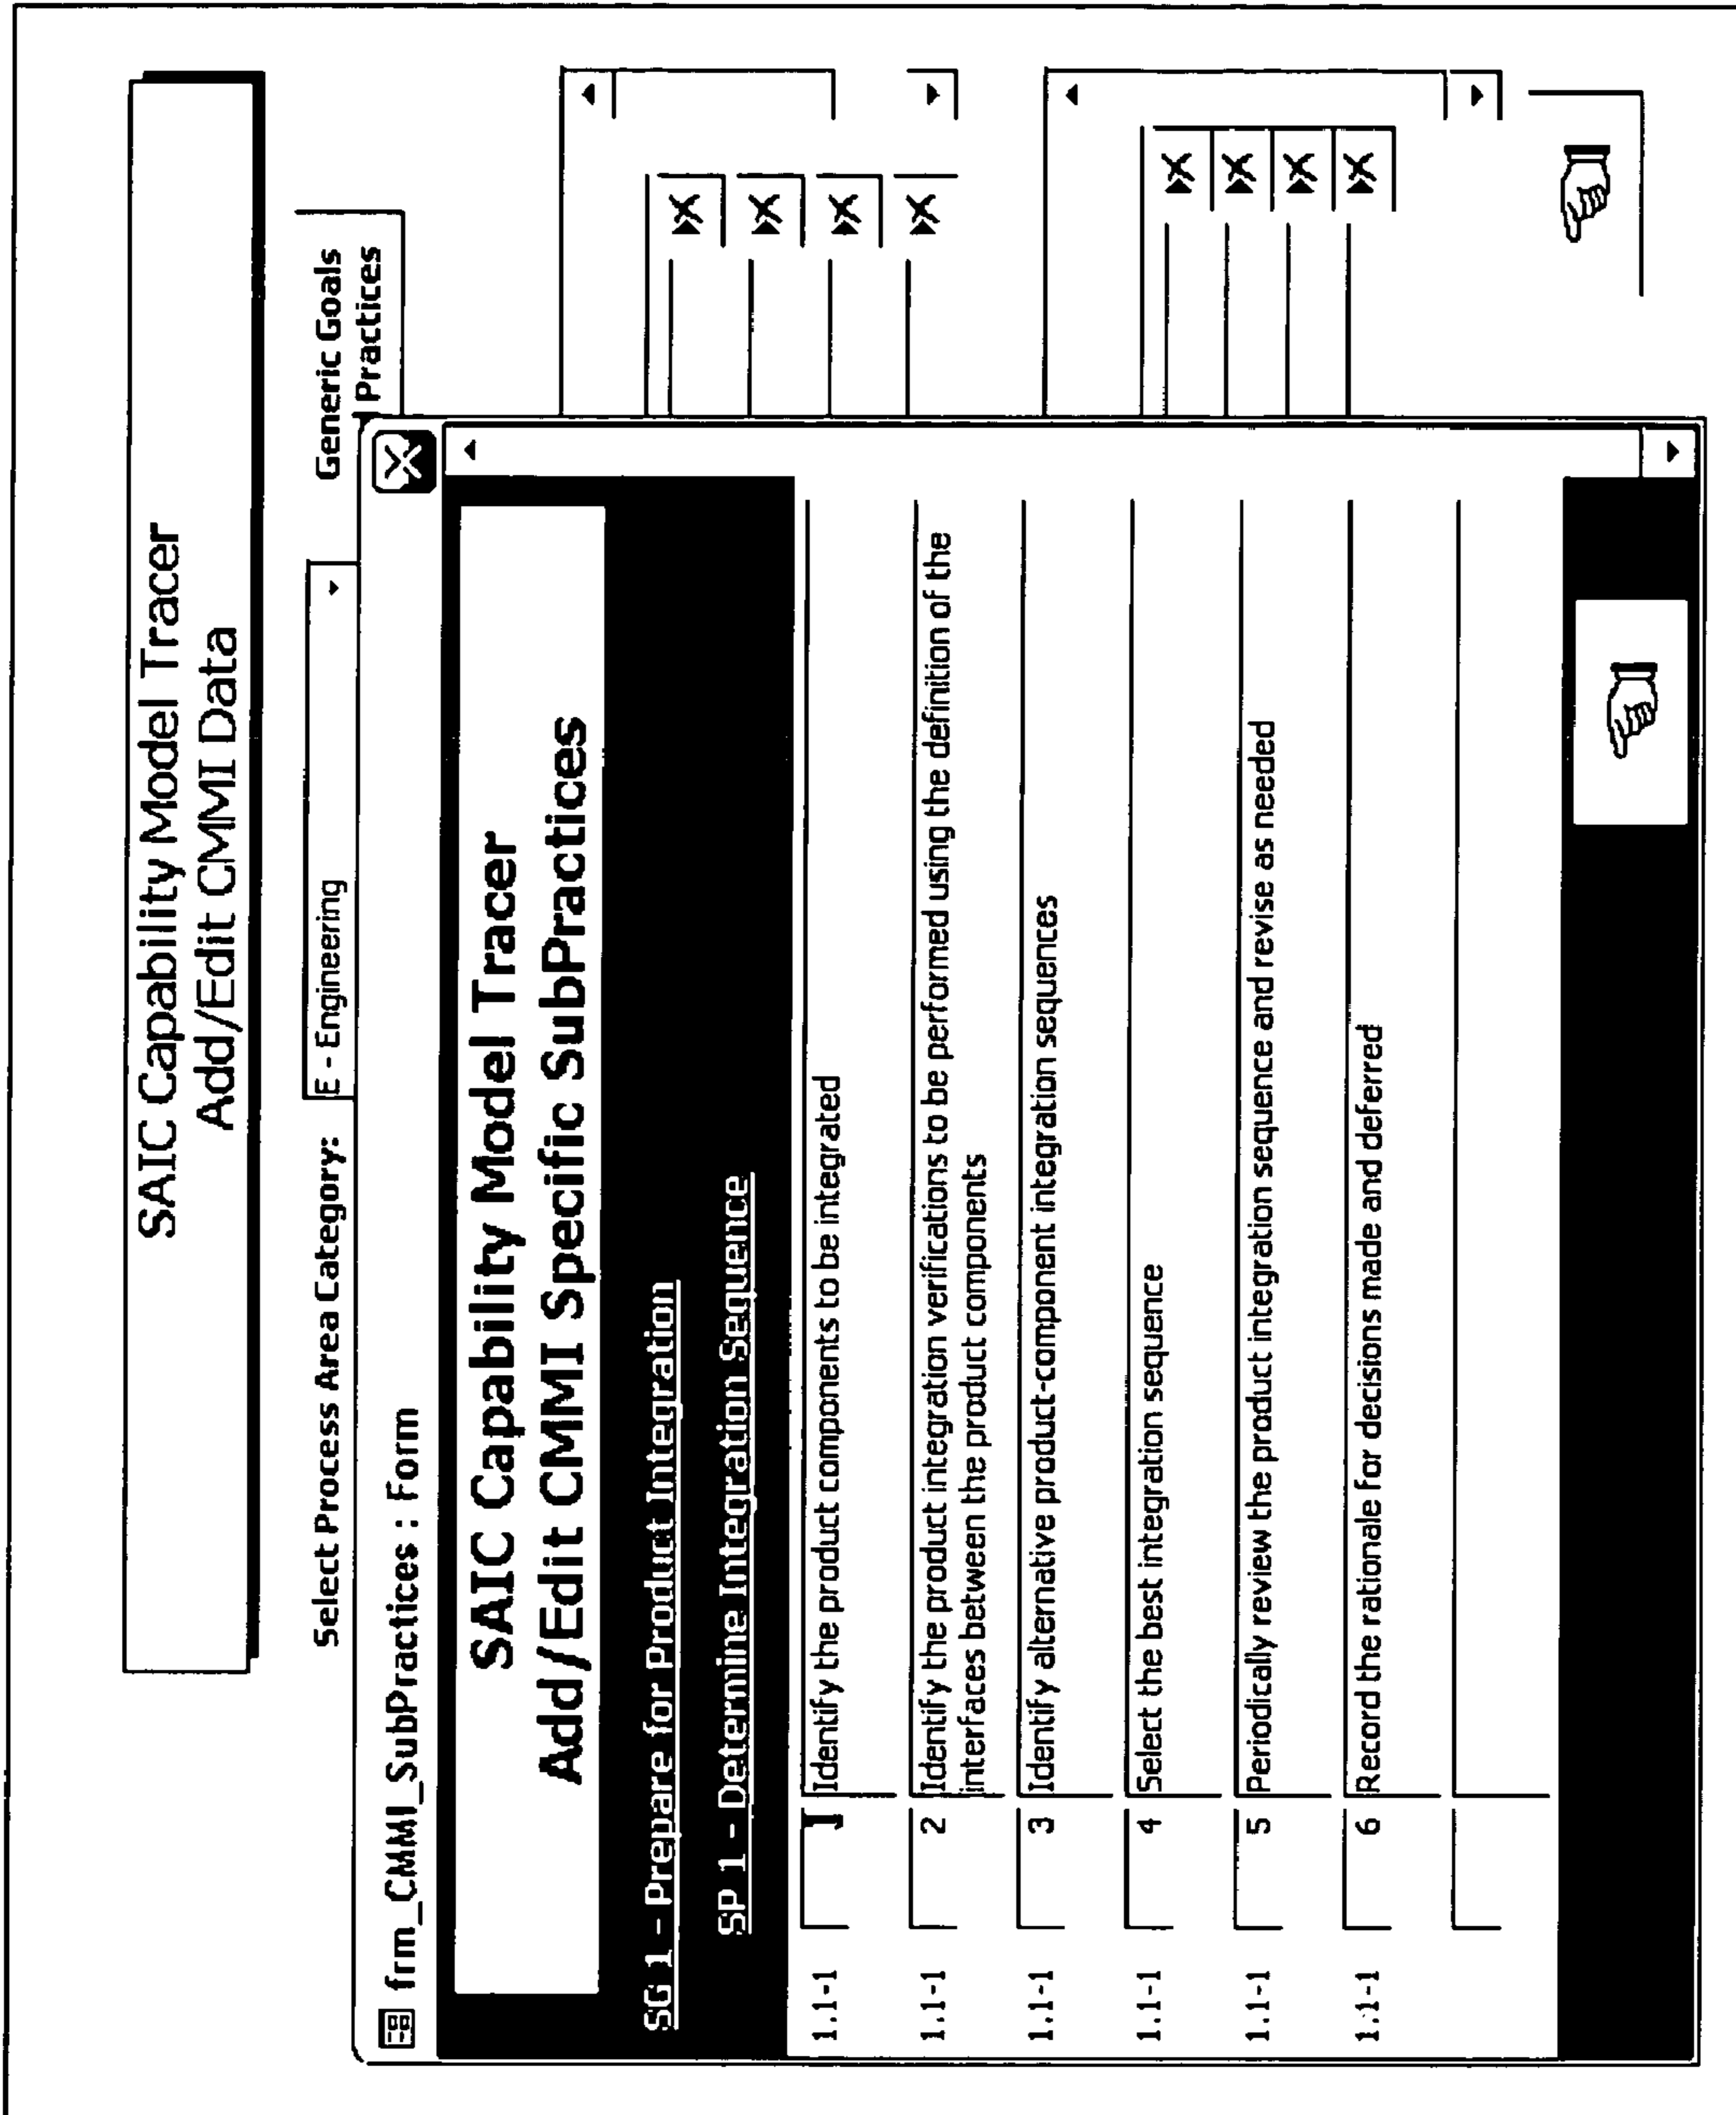 SAIC Capability Model Tracer
Add/Edit CMMI Data
Select Process Area Category:
E - Engineering
Generic Goals
Practices
frm_CMMI_SubPractices : Form
SAIC Capability Model Tracer
Add/Edit CMMI Specific SubPractices
SG 1 - Prepare for Product Integration
SP 1 - Determine Integration Sequence
1.1-1 1 Identify the product components to be integrated
1.1-1 2 Identify the product integration verifications to be performed using the definition of the
interfaces between the product components
1.1-1 3 Identify alternative product-component integration sequences
1.1-1 4 Select the best integration sequence
1.1-1 5 Periodically review the product integration sequence and revise as needed
1.1-1 6 Record the rationale for decisions made and deferred